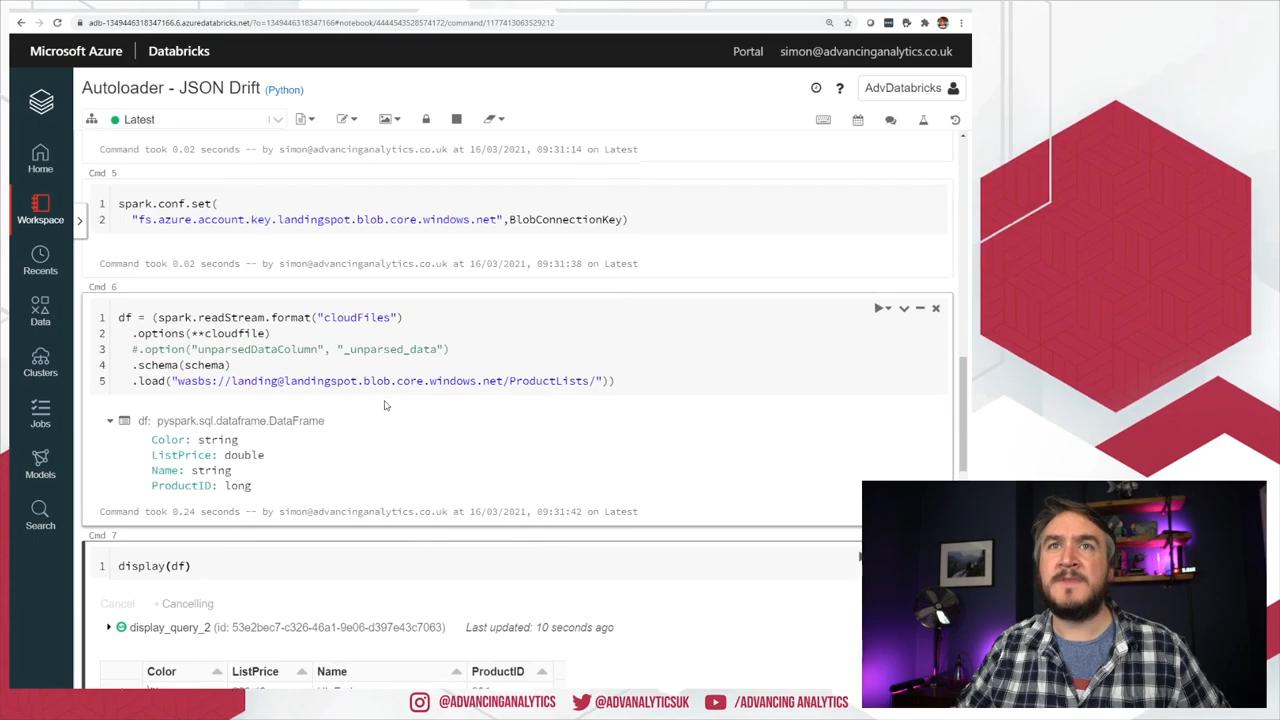 adb-1349446318347166.6.azuredatabricks.net/?o=1349446318347166#notebook/4444543528574172/command/1177413063529212
Microsoft Azure
Databricks
Portal
simon@advancinganalytics.co.uk
Autoloader - JSON Drift (Python)
AdvDatabricks
Latest
Home
Workspace
Recents
Data
Clusters
Jobs
Models
Search
Command took 0.02 seconds -- by simon@advancinganalytics.co.uk at 16/03/2021, 09:31:14 on Latest
Cmd 5
1 spark.conf.set(
2 "fs.azure.account.key.landingspot.blob.core.windows.net",BlobConnectionKey)
Command took 0.02 seconds -- by simon@advancinganalytics.co.uk at 16/03/2021, 09:31:38 on Latest
Cmd 6
1 df = (spark.readStream.format("cloudFiles")
2 .options(**cloudfile)
3 #.option("unparsedDataColumn", "_unparsed_data")
4 .schema(schema)
5 .load("wasbs://landing@landingspot.blob.core.windows.net/ProductLists/"))
df: pyspark.sql.dataframe.DataFrame
Color: string
ListPrice: double
Name: string
ProductID: long
Command took 0.24 seconds -- by simon@advancinganalytics.co.uk at 16/03/2021, 09:31:42 on Latest
Cmd 7
1 display(df)
Cancel
Cancelling
display_query_2 (id: 53e2bec7-c326-46a1-9e06-d397e43c7063) Last updated: 10 seconds ago
Color ListPrice Name ProductID
@ADVANCINGANALYTICS
@ADVANALYTICSUK
/ADVANCING ANALYTICS